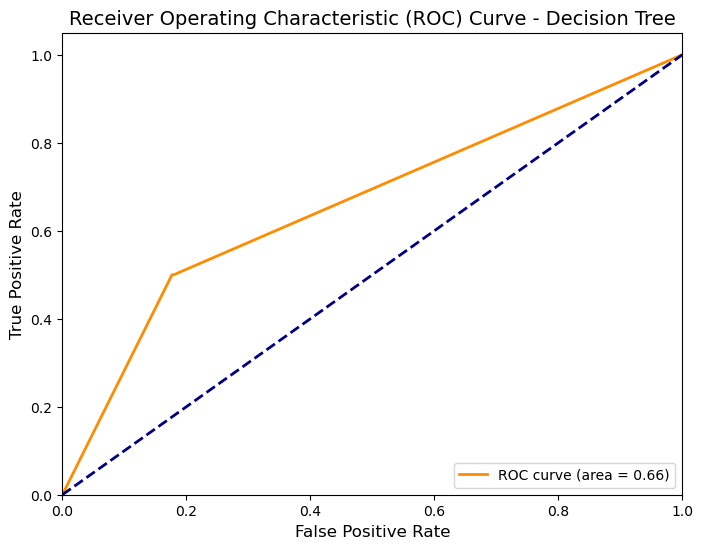 Receiver Operating Characteristic (ROC) Curve - Decision Tree
True Positive Rate
1.0
0.8
0.6
0.4
0.2
0.0
0.0 0.2 0.4 0.6 0.8 1.0
False Positive Rate
ROC curve (area = 0.66)